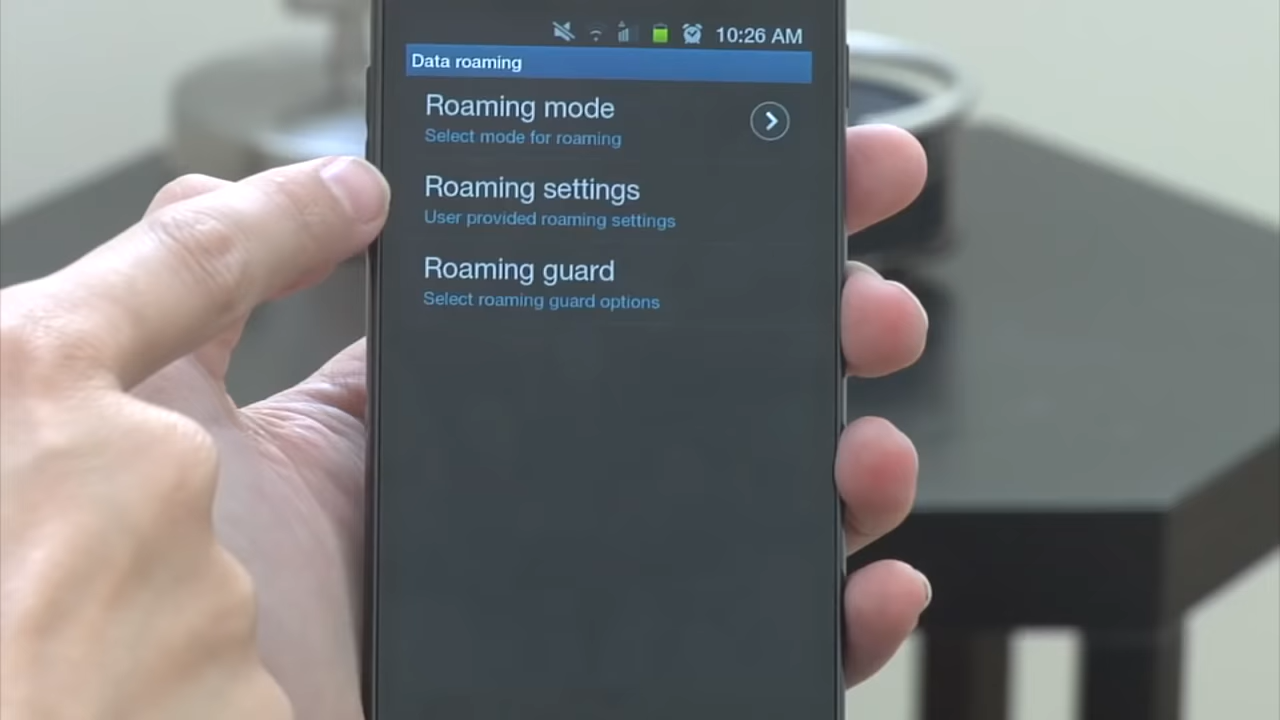 10:26 AM
Data roaming
Roaming mode
Select mode for roaming
Roaming settings
User provided roaming settings
Roaming guard
Select roaming guard options